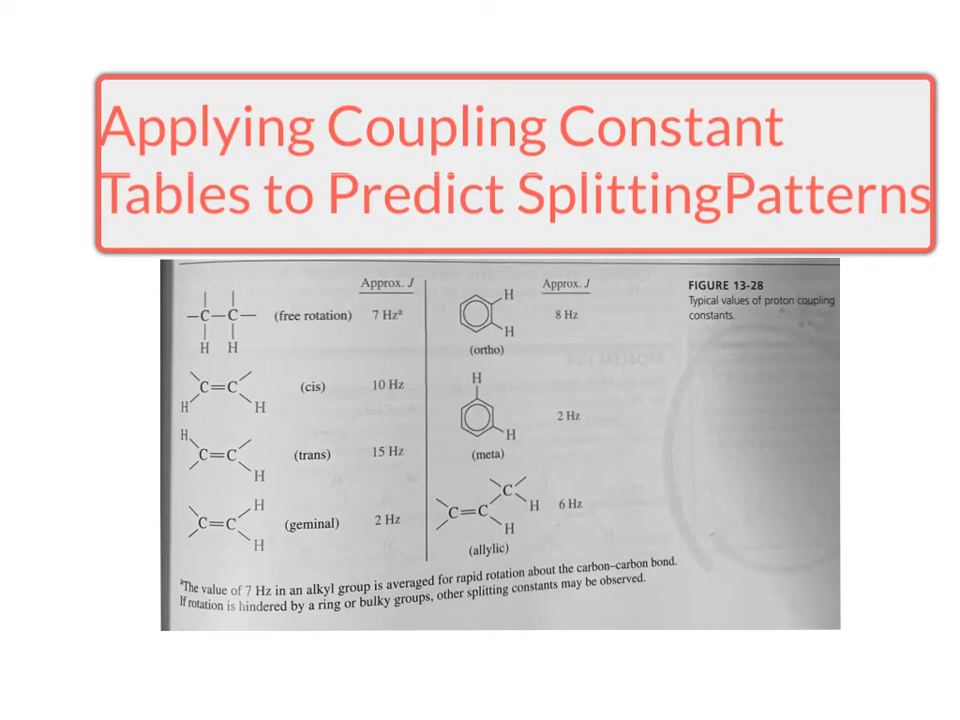 Applying Coupling Constant
Tables to Predict SplittingPatterns
Approx. J
Approx. J
FIGURE 13-28
Typical values of proton coupling
constants.
—C—C— (free rotation) 7 Hzᵃ
H H
H
H
8 Hz
(ortho)
C=C (cis) 10 Hz
H H
H
H
2 Hz
(meta)
H
C=C (trans) 15 Hz
H
H
C=C (geminal) 2 Hz
H
C
C=C H 6 Hz
H
(allylic)
ᵃThe value of 7 Hz in an alkyl group is averaged for rapid rotation about the carbon–carbon bond.
If rotation is hindered by a ring or bulky groups, other splitting constants may be observed.